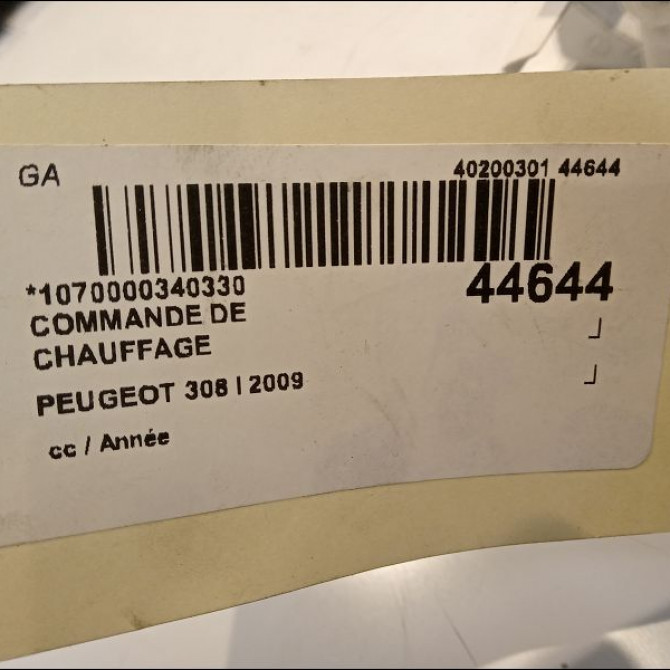 GA
40200301 44644
*1070000340330
44644
COMMANDE DE
CHAUFFAGE
PEUGEOT 308 I 2009
cc / Année